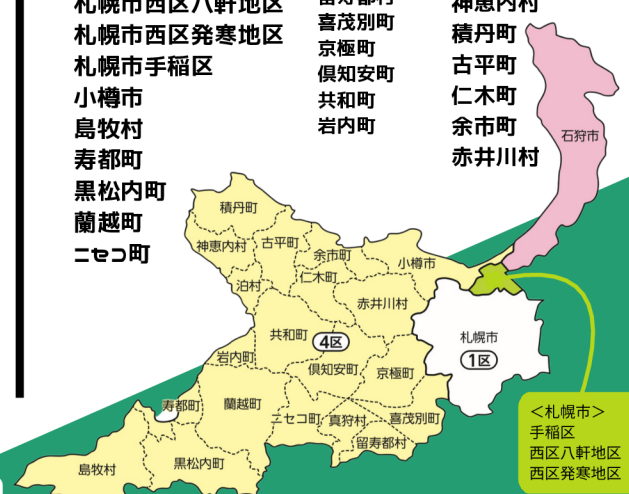 札幌市西区八軒地区
札幌市西区発寒地区
札幌市手稲区
小樽市
島牧村
寿都町
黒松内町
蘭越町
ニセコ町
留寿都村
喜茂別町
京極町
倶知安町
共和町
岩内町
神恵内村
積丹町
古平町
仁木町
余市町
赤井川村
石狩市
積丹町
神恵内村
古平町
余市町
小樽市
泊村
仁木町
赤井川村
共和町
4区
札幌市
1区
岩内町
倶知安町
京極町
寿都町
蘭越町
ニセコ町
真狩村
喜茂別町
留寿都村
島牧村
黒松内町
<札幌市>
手稲区
西区八軒地区
西区発寒地区